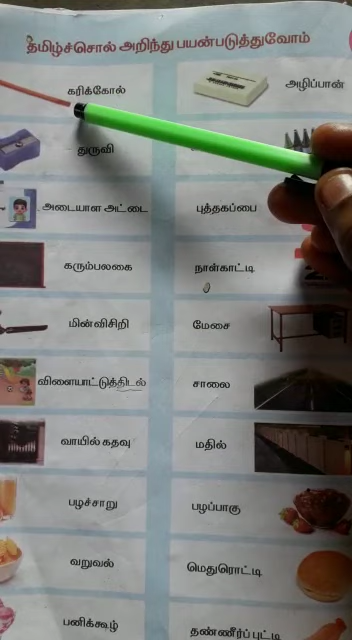 தமிழ்ச்சொல் அறிந்து பயன்படுத்துவோம்
கரிக்கோல்
அழிப்பான்
துருவி
அடையாள அட்டை
புத்தகப்பை
கரும்பலகை
நாள்காட்டி
மின்விசிறி
மேசை
விளையாட்டுத்திடல்
சாலை
வாயில் கதவு
மதில்
பழச்சாறு
பழப்பாகு
வறுவல்
மெதுரொட்டி
பனிக்கூழ்
தண்ணீர்ப் புட்டி